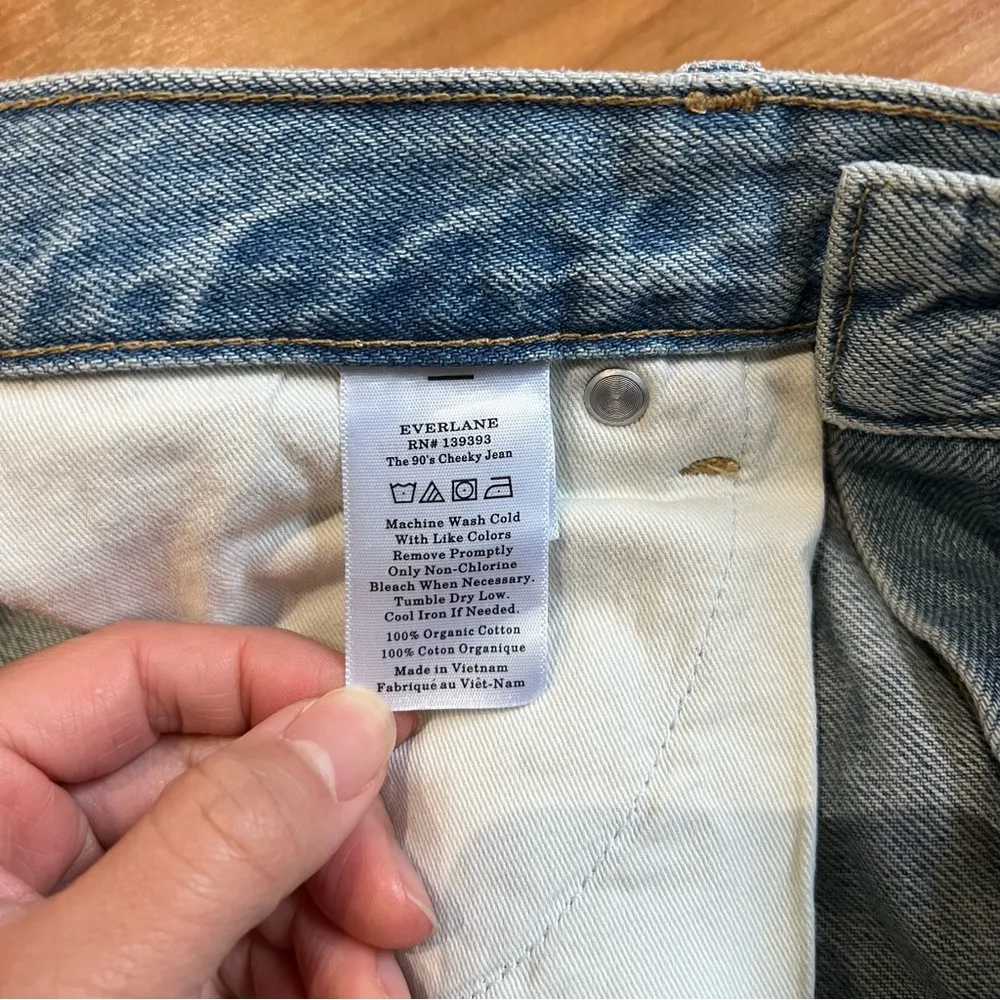 EVERLANE
RN# 139393
The 90's Cheeky Jean
Machine Wash Cold
With Like Colors
Remove Promptly
Only Non-Chlorine
Bleach When Necessary.
Tumble Dry Low.
Cool Iron If Needed.
100% Organic Cotton
100% Coton Organique
Made in Vietnam
Fabriqué au Viêt-Nam